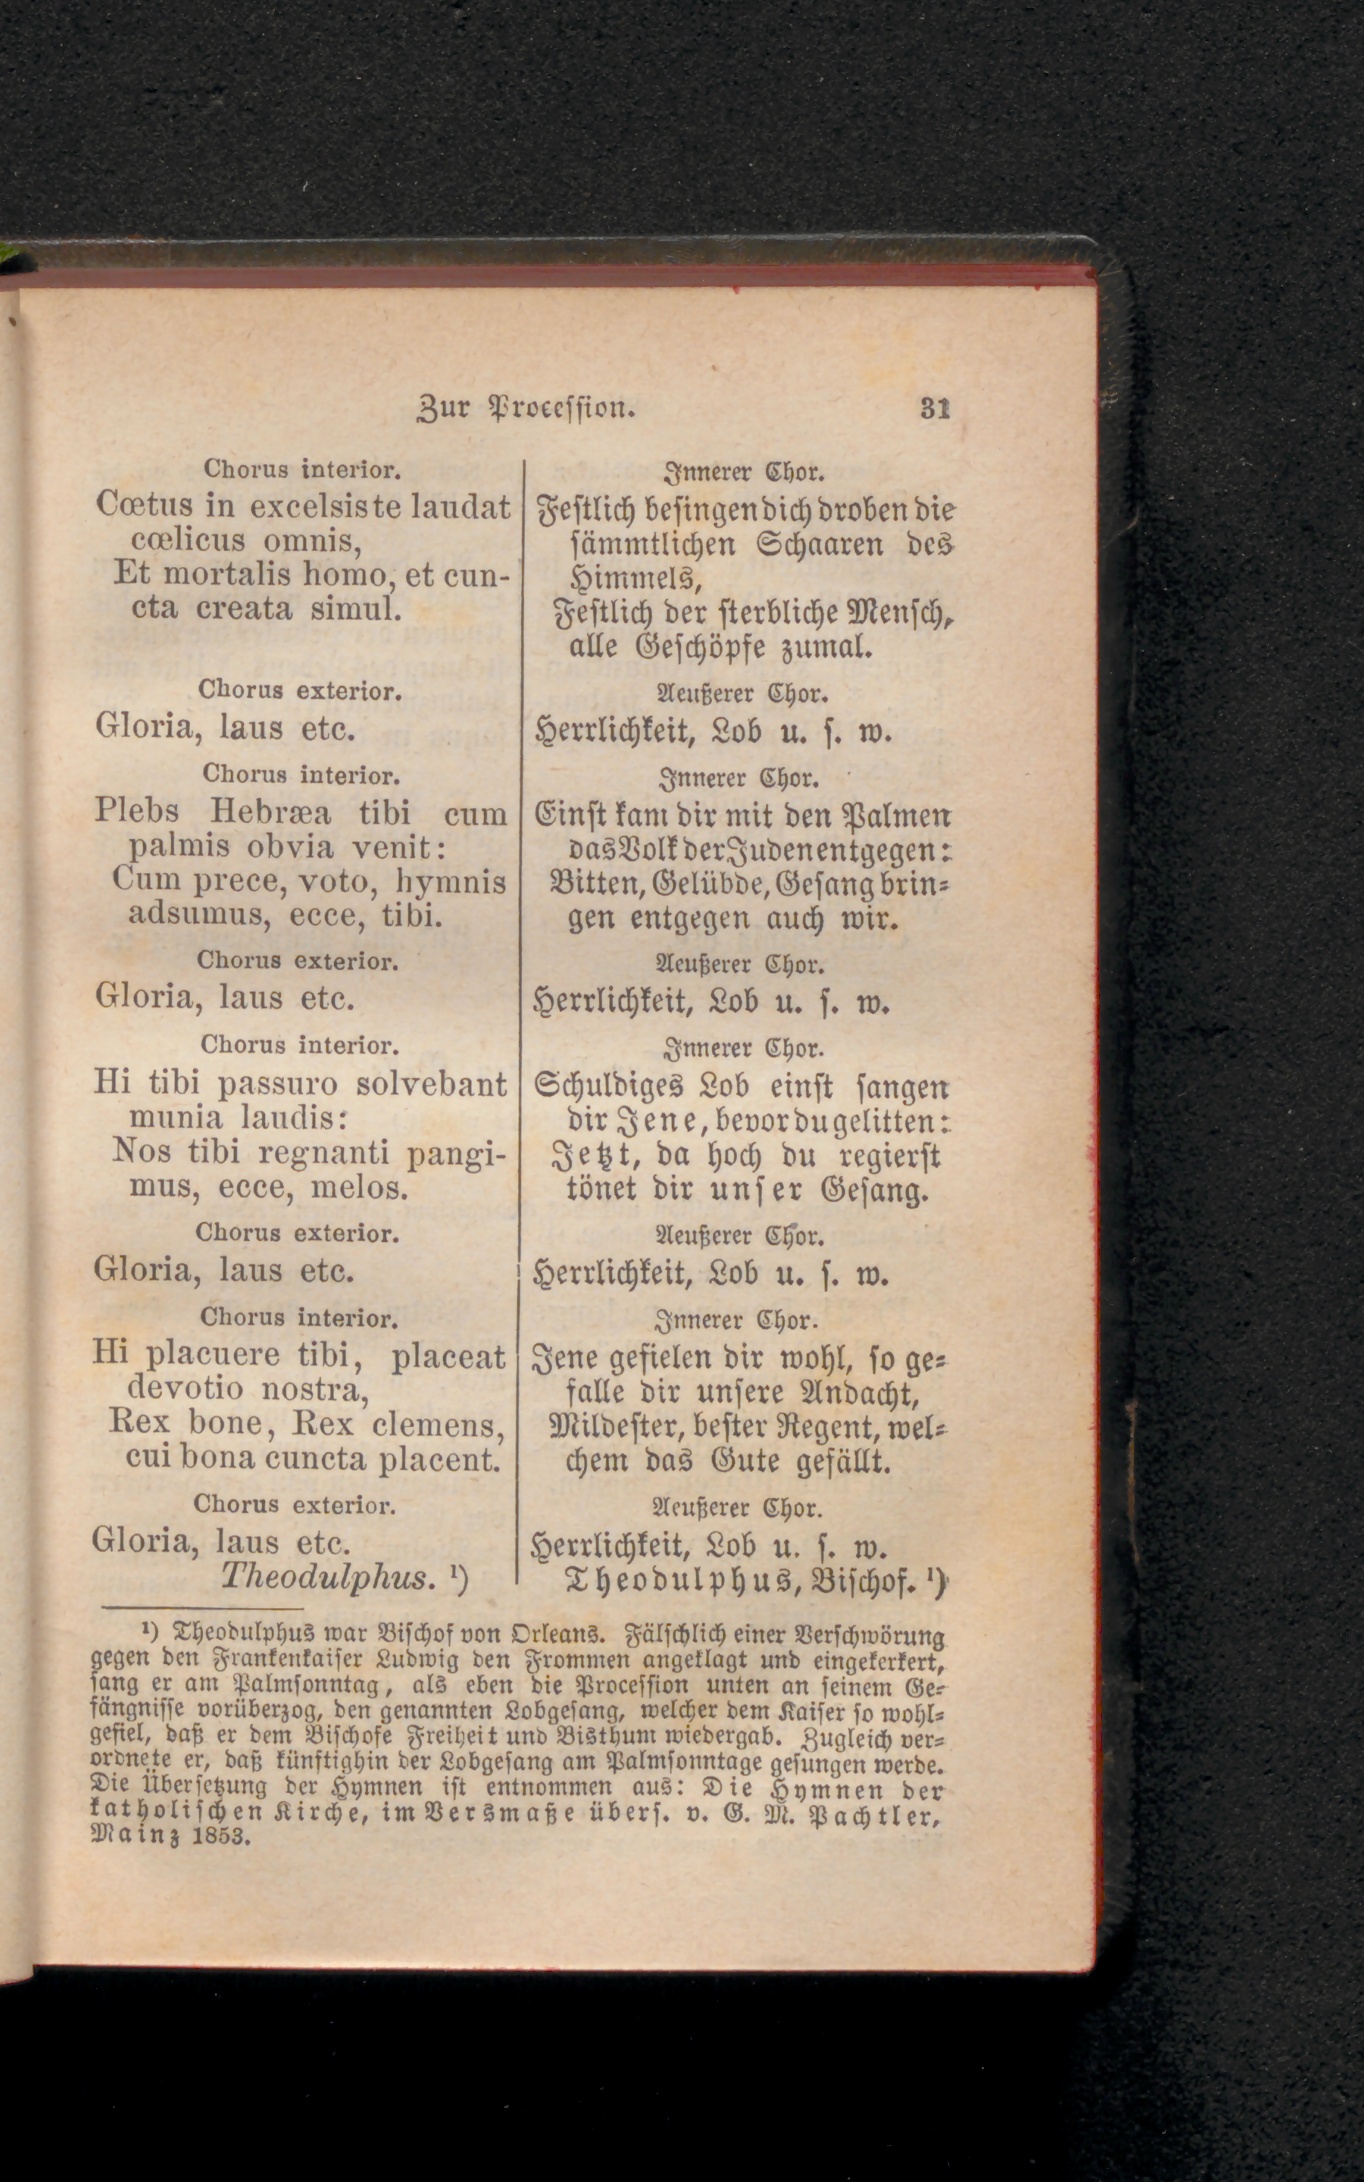 Zur Procession. 31
Chorus interior.
Cœtus in excelsis te laudat
cœlicus omnis,
Et mortalis homo, et cun-
cta creata simul.
Chorus exterior.
Gloria, laus etc.
Chorus interior.
Plebs Hebræa tibi cum
palmis obvia venit:
Cum prece, voto, hymnis
adsumus, ecce, tibi.
Chorus exterior.
Gloria, laus etc.
Chorus interior.
Hi tibi passuro solvebant
munia laudis:
Nos tibi regnanti pangi-
mus, ecce, melos.
Chorus exterior.
Gloria, laus etc.
Chorus interior.
Hi placuere tibi, placeat
devotio nostra,
Rex bone, Rex clemens,
cui bona cuncta placent.
Chorus exterior.
Gloria, laus etc.
Theodulphus. ¹)
Innerer Chor.
Festlich besingen dich droben die
sämmtlichen Schaaren des
Himmels,
Festlich der sterbliche Mensch,
alle Geschöpfe zumal.
Aeußerer Chor.
Herrlichkeit, Lob u. s. w.
Innerer Chor.
Einst kam dir mit den Palmen
das Volk der Juden entgegen:
Bitten, Gelübde, Gesang brin-
gen entgegen auch wir.
Aeußerer Chor.
Herrlichkeit, Lob u. s. w.
Innerer Chor.
Schuldiges Lob einst sangen
dir Jene, bevor du gelitten:
Jetzt, da hoch du regierst
tönet dir unser Gesang.
Aeußerer Chor.
Herrlichkeit, Lob u. s. w.
Innerer Chor.
Jene gefielen dir wohl, so ge-
falle dir unsere Andacht,
Mildester, bester Regent, wel-
chem das Gute gefällt.
Aeußerer Chor.
Herrlichkeit, Lob u. s. w.
Theodulphus, Bischof. ¹)
¹) Theodulphus war Bischof von Orleans. Fälschlich einer Verschwörung
gegen den Frankenkaiser Ludwig den Frommen angeklagt und eingekerkert,
sang er am Palmsonntag, als eben die Procession unten an seinem Ge-
fängnisse vorüberzog, den genannten Lobgesang, welcher dem Kaiser so wohl-
gefiel, daß er dem Bischofe Freiheit und Bisthum wiedergab. Zugleich ver-
ordnete er, daß künftighin der Lobgesang am Palmsonntage gesungen werde.
Die Übersetzung der Hymnen ist entnommen aus: Die Hymnen der
katholischen Kirche, im Versmaße übers. v. G. M. Pachtler,
Mainz 1853.